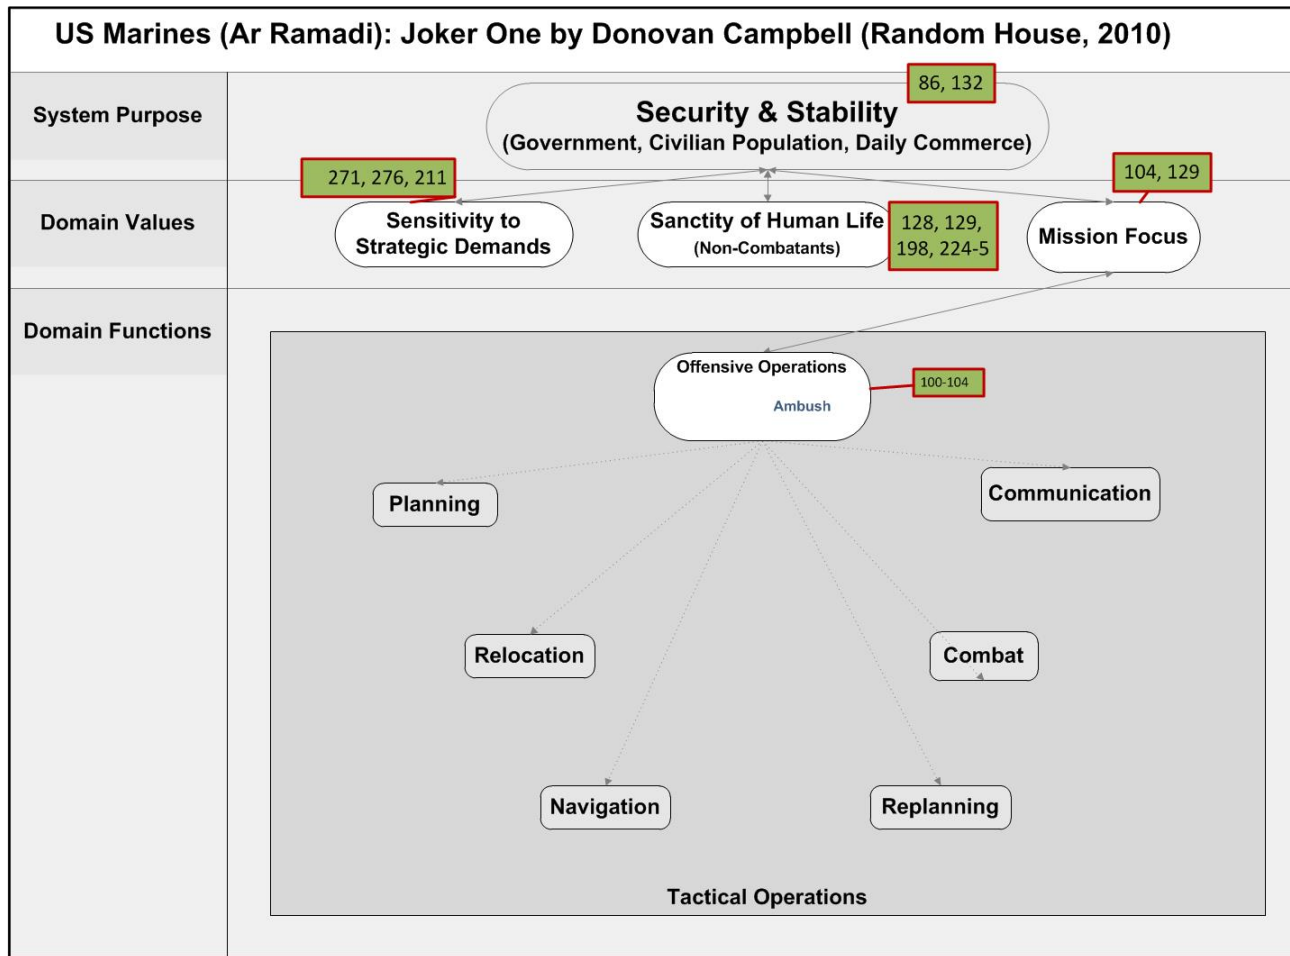 US Marines (Ar Ramadi): Joker One by Donovan Campbell (Random House, 2010)
System Purpose
86, 132
Security & Stability
(Government, Civilian Population, Daily Commerce)
271, 276, 211
104, 129
Domain Values
Sensitivity to
Strategic Demands
Sanctity of Human Life
(Non-Combatants)
128, 129,
198, 224-5
Mission Focus
Domain Functions
Offensive Operations
Ambush
100-104
Planning
Communication
Relocation
Combat
Navigation
Replanning
Tactical Operations